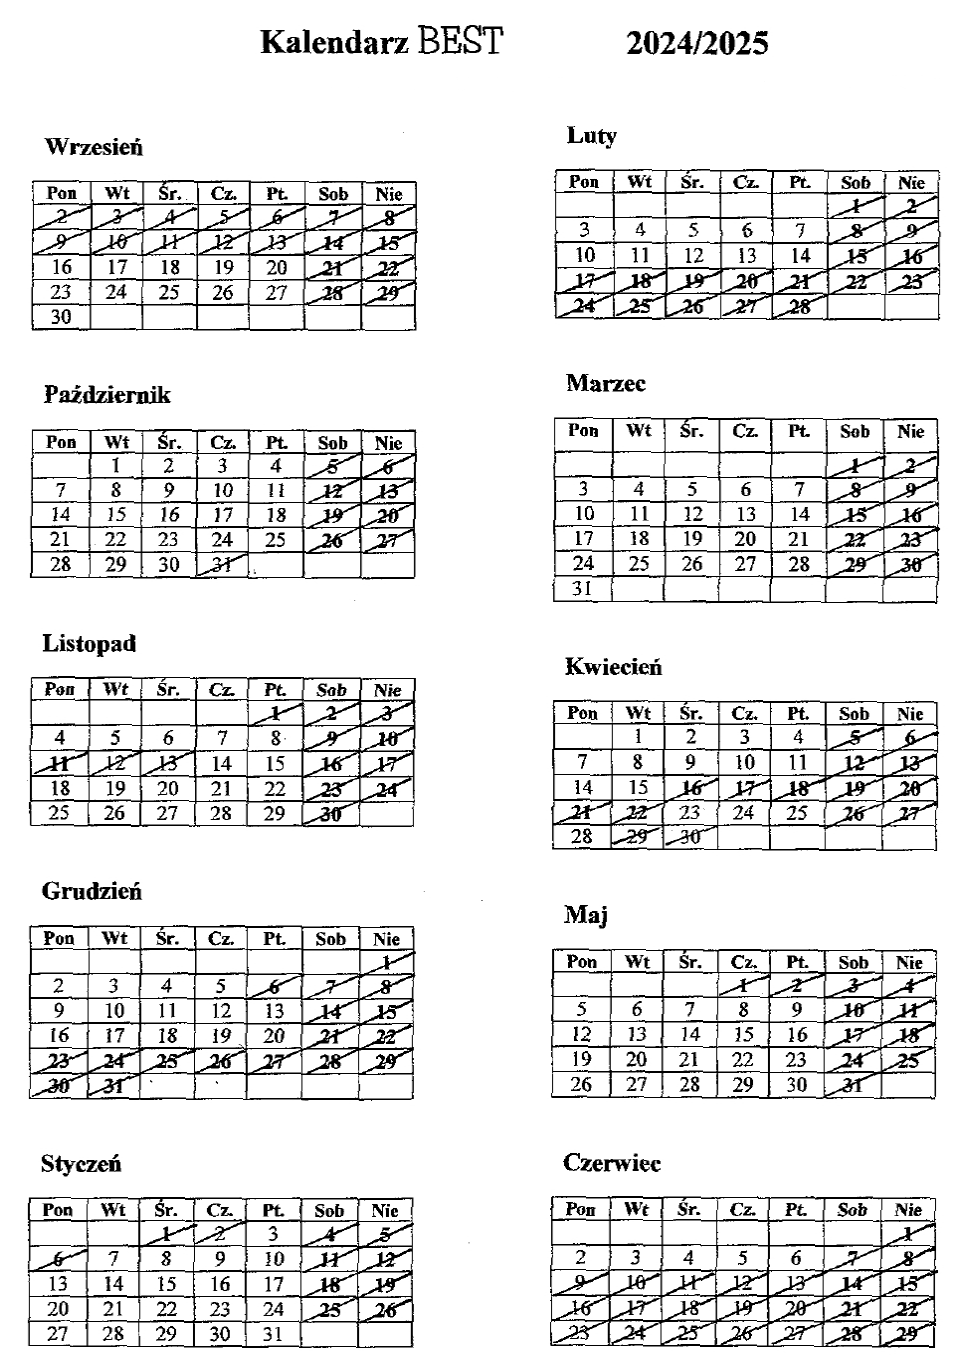 Kalendarz BEST 2024/2025
Wrzesień
Pon Wt Śr. Cz. Pt. Sob Nie
2 3 4 5 6 7 8
9 10 11 12 13 14 15
16 17 18 19 20 21 22
23 24 25 26 27 28 29
30
Październik
Pon Wt Śr. Cz. Pt. Sob Nie
1 2 3 4 5 6
7 8 9 10 11 12 13
14 15 16 17 18 19 20
21 22 23 24 25 26 27
28 29 30 31
Listopad
Pon Wt Śr. Cz. Pt. Sob Nie
1 2 3
4 5 6 7 8 9 10
11 12 13 14 15 16 17
18 19 20 21 22 23 24
25 26 27 28 29 30
Grudzień
Pon Wt Śr. Cz. Pt. Sob Nie
1
2 3 4 5 6 7 8
9 10 11 12 13 14 15
16 17 18 19 20 21 22
23 24 25 26 27 28 29
30 31
Styczeń
Pon Wt Śr. Cz. Pt. Sob Nie
1 2 3 4 5
6 7 8 9 10 11 12
13 14 15 16 17 18 19
20 21 22 23 24 25 26
27 28 29 30 31
Luty
Pon Wt Śr. Cz. Pt. Sob Nie
1 2
3 4 5 6 7 8 9
10 11 12 13 14 15 16
17 18 19 20 21 22 23
24 25 26 27 28
Marzec
Pon Wt Śr. Cz. Pt. Sob Nie
1 2
3 4 5 6 7 8 9
10 11 12 13 14 15 16
17 18 19 20 21 22 23
24 25 26 27 28 29 30
31
Kwiecień
Pon Wt Śr. Cz. Pt. Sob Nie
1 2 3 4 5 6
7 8 9 10 11 12 13
14 15 16 17 18 19 20
21 22 23 24 25 26 27
28 29 30
Maj
Pon Wt Śr. Cz. Pt. Sob Nie
1 2 3 4
5 6 7 8 9 10 11
12 13 14 15 16 17 18
19 20 21 22 23 24 25
26 27 28 29 30 31
Czerwiec
Pon Wt Śr. Cz. Pt. Sob Nie
1
2 3 4 5 6 7 8
9 10 11 12 13 14 15
16 17 18 19 20 21 22
23 24 25 26 27 28 29